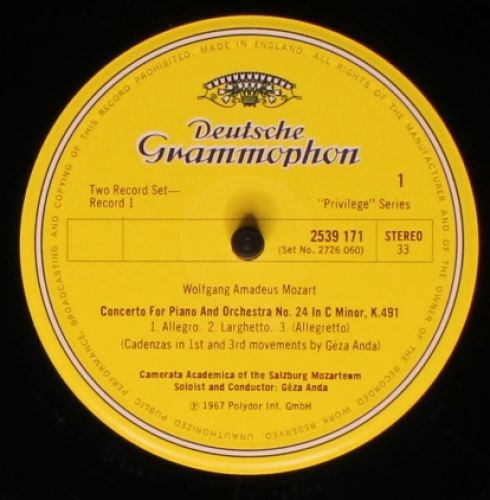 UNAUTHORIZED PUBLIC PERFORMANCE, BROADCASTING AND COPYING OF THIS RECORD PROHIBITED. MADE IN ENGLAND. ALL RIGHTS OF THE MANUFACTURER AND OF THE OWNER OF THE RECORDED WORK RESERVED.
Deutsche
Grammophon
Two Record Set—
Record 1
1
"Privilege" Series
2539 171
(Set No. 2726 060)
STEREO
33
Wolfgang Amadeus Mozart
Concerto For Piano And Orchestra No. 24 In C Minor, K.491
1. Allegro. 2. Larghetto. 3. (Allegretto)
(Cadenzas in 1st and 3rd movements by Géza Anda)
Camerata Academica of the Salzburg Mozarteum
Soloist and Conductor: Géza Anda
℗ 1967 Polydor Int. GmbH